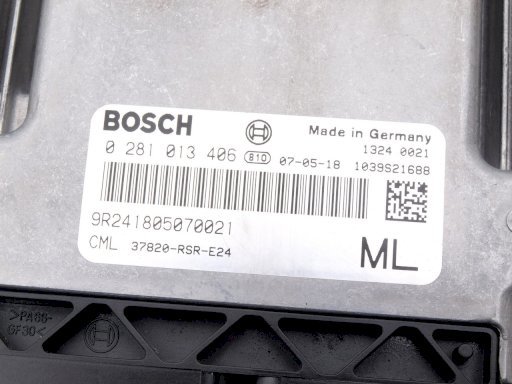 BOSCH
Made in Germany
1324 0021
0 281 013 406 810 07-05-18 1039S21688
9R241805070021
CML 37820-RSR-E24
ML
>PA66-
GF30<